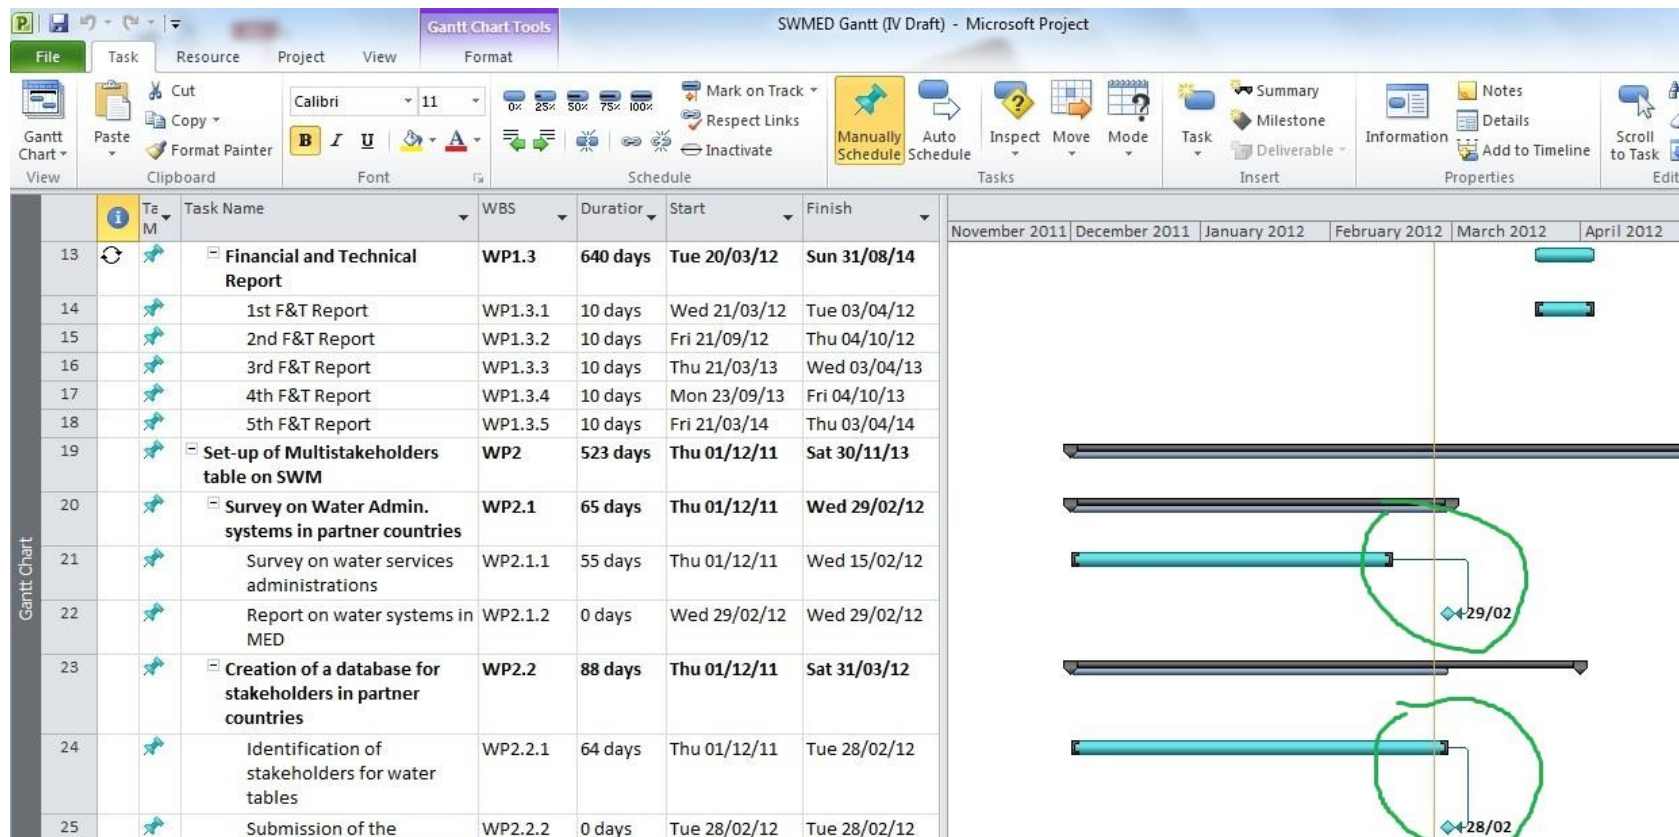 Gantt Chart Tools
SWMED Gantt (IV Draft) - Microsoft Project
File Task Resource Project View Format
Cut
Copy
Format Painter
Paste
Gantt
Chart
View
Clipboard
Calibri 11
B I U A
Font
0% 25% 50% 75% 100%
Mark on Track
Respect Links
Inactivate
Schedule
Manually
Schedule
Auto
Schedule
Inspect Move Mode
Tasks
Task
Summary
Milestone
Deliverable
Insert
Information
Notes
Details
Add to Timeline
Properties
Scroll
to Task
Edit
Ta
M
Task Name WBS Duration Start Finish
November 2011 December 2011 January 2012 February 2012 March 2012 April 2012
13 Financial and Technical WP1.3 640 days Tue 20/03/12 Sun 31/08/14
Report
14 1st F&T Report WP1.3.1 10 days Wed 21/03/12 Tue 03/04/12
15 2nd F&T Report WP1.3.2 10 days Fri 21/09/12 Thu 04/10/12
16 3rd F&T Report WP1.3.3 10 days Thu 21/03/13 Wed 03/04/13
17 4th F&T Report WP1.3.4 10 days Mon 23/09/13 Fri 04/10/13
18 5th F&T Report WP1.3.5 10 days Fri 21/03/14 Thu 03/04/14
19 Set-up of Multistakeholders WP2 523 days Thu 01/12/11 Sat 30/11/13
table on SWM
20 Survey on Water Admin. WP2.1 65 days Thu 01/12/11 Wed 29/02/12
systems in partner countries
21 Survey on water services WP2.1.1 55 days Thu 01/12/11 Wed 15/02/12
administrations
22 Report on water systems in WP2.1.2 0 days Wed 29/02/12 Wed 29/02/12 29/02
MED
23 Creation of a database for WP2.2 88 days Thu 01/12/11 Sat 31/03/12
stakeholders in partner
countries
24 Identification of WP2.2.1 64 days Thu 01/12/11 Tue 28/02/12
stakeholders for water
tables
25 Submission of the WP2.2.2 0 days Tue 28/02/12 Tue 28/02/12 28/02
Gantt Chart